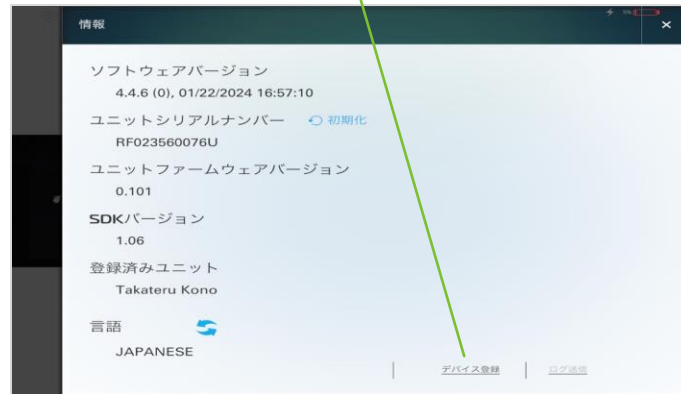 情報
ソフトウェアバージョン
4.4.6 (0), 01/22/2024 16:57:10
ユニットシリアルナンバー 初期化
RF023560076U
ユニットファームウェアバージョン
0.101
SDKバージョン
1.06
登録済みユニット
Takateru Kono
言語
JAPANESE
デバイス登録 ログ送信